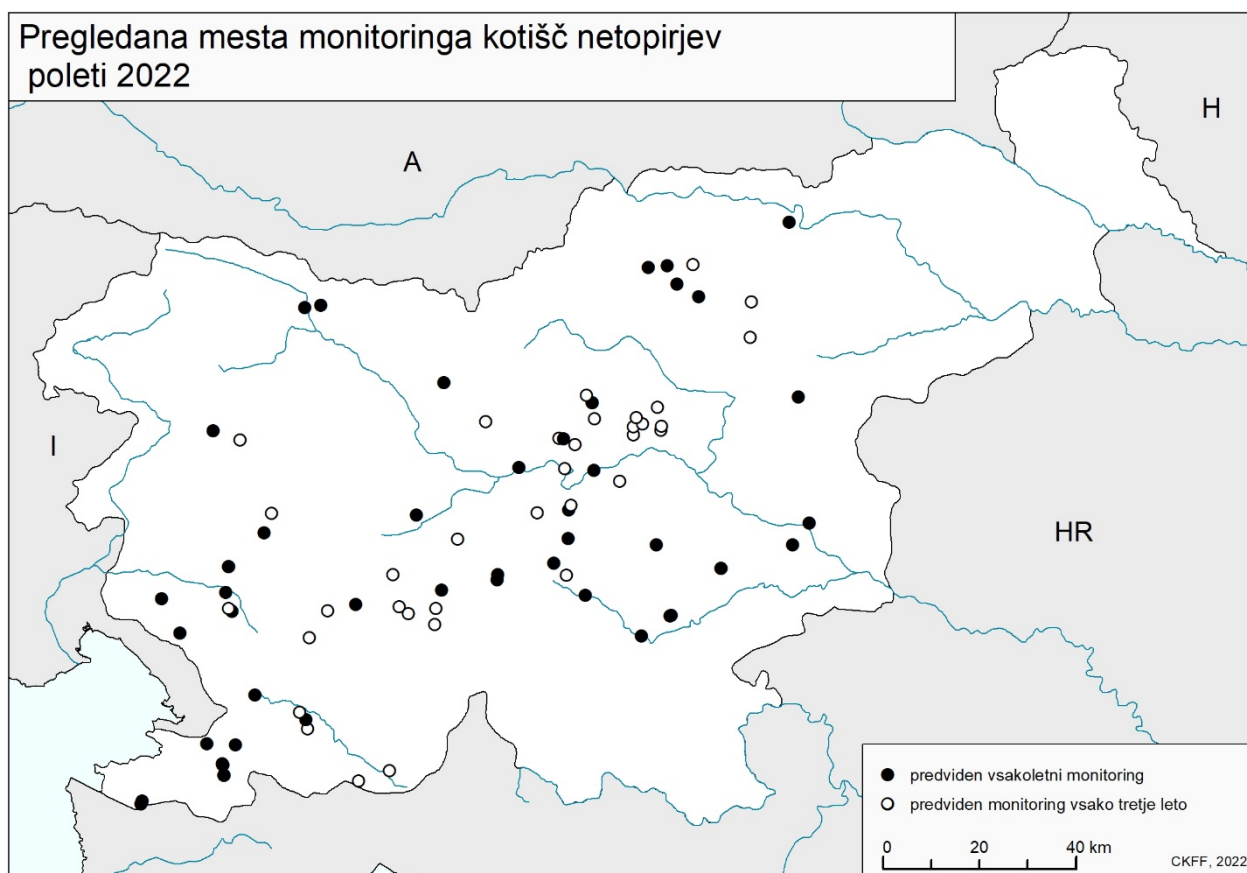 Pregledana mesta monitoringa kotišč netopirjev
poleti 2022
H
A
I
HR
predviden vsakoletni monitoring
predviden monitoring vsako tretje leto
0 20 40 km
CKFF, 2022